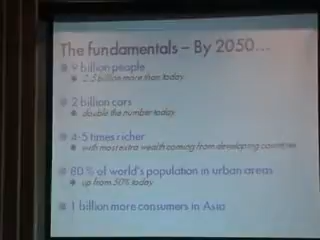 The fundamentals – By 2050…
9 billion people
2.5 billion more than today
2 billion cars
double the number today
4-5 times richer
with most extra wealth coming from developing countries
80% of world's population in urban areas
up from 50% today
1 billion more consumers in Asia